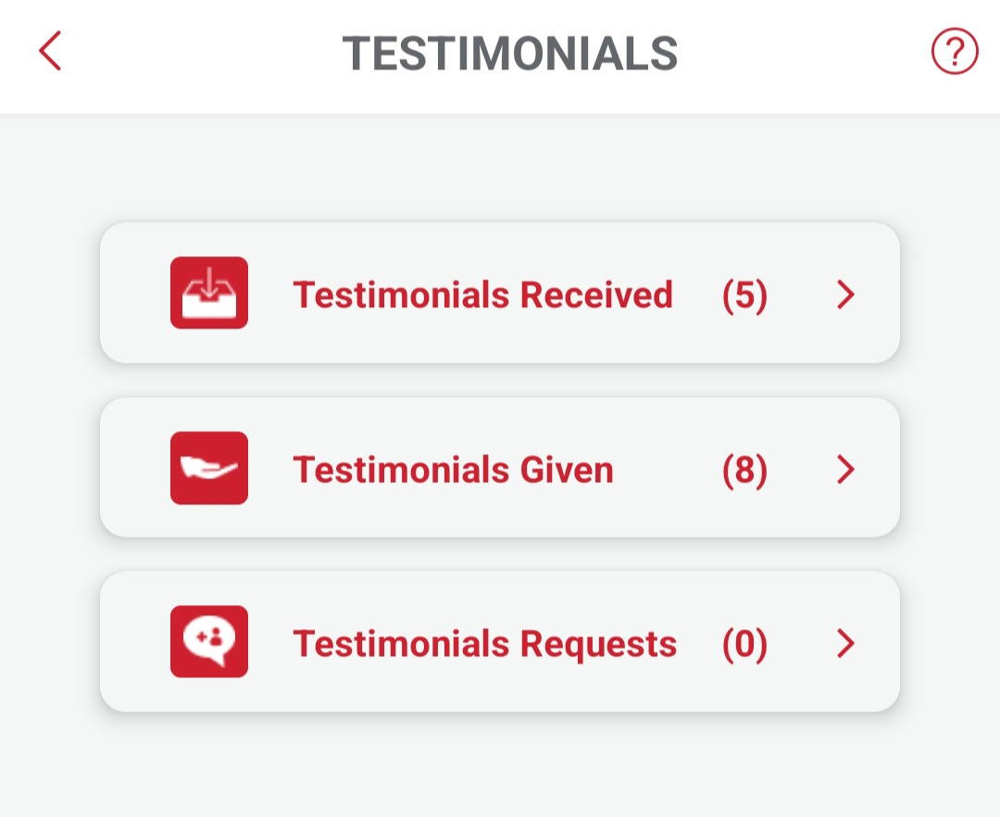 TESTIMONIALS
Testimonials Received (5)
Testimonials Given (8)
Testimonials Requests (0)